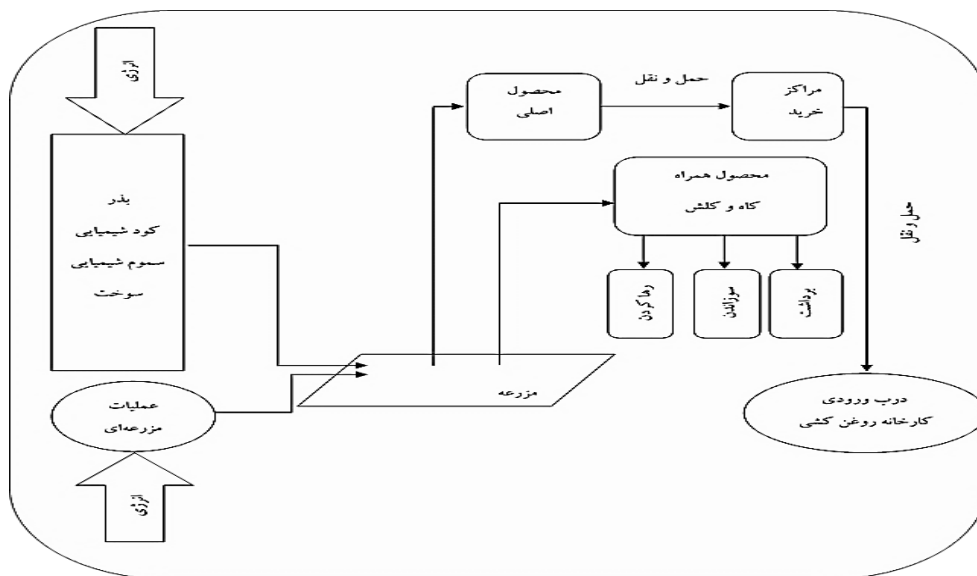 انرژی
بذر
کود شیمیایی
سموم شیمیایی
سوخت
عملیات
مزرعه‌ای
انرژی
مزرعه
محصول
اصلی
حمل و نقل
مراکز
خرید
محصول همراه
کاه و کلش
رها کردن
سوزاندن
برداشت
حمل و نقل
درب ورودی
کارخانه روغن کشی